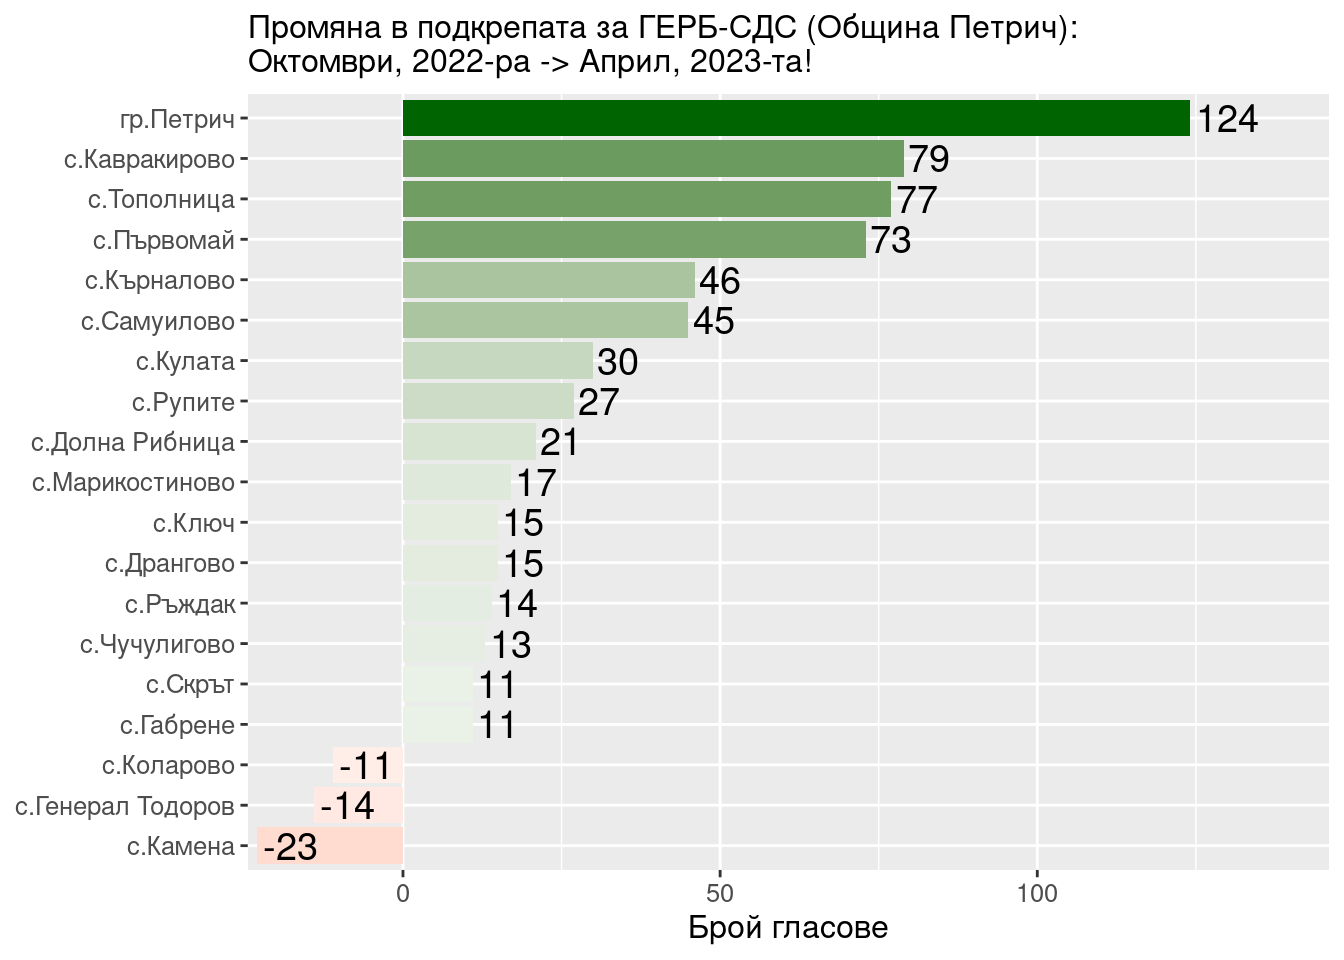 Промяна в подкрепата за ГЕРБ-СДС (Община Петрич):
Октомври, 2022-ра -> Април, 2023-та!
гр.Петрич 124
с.Кавракирово 79
с.Тополница 77
с.Първомай 73
с.Кърналово 46
с.Самуилово 45
с.Кулата 30
с.Рупите 27
с.Долна Рибница 21
с.Марикостиново 17
с.Ключ 15
с.Дрангово 15
с.Ръждак 14
с.Чучулигово 13
с.Скрът 11
с.Габрене 11
с.Коларово -11
с.Генерал Тодоров -14
с.Камена -23
0 50 100
Брой гласове